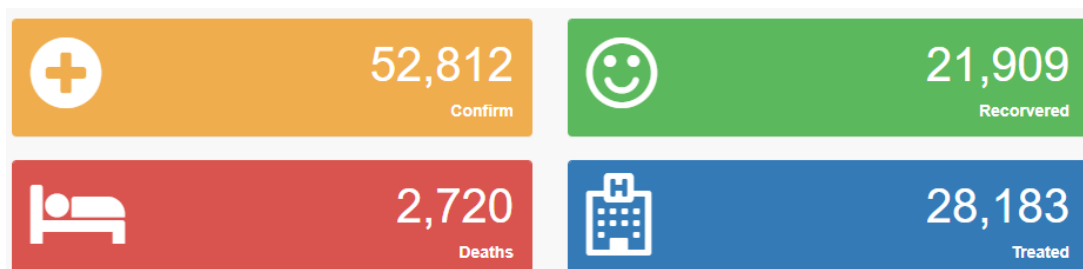 52,812
Confirm
21,909
Recorvered
2,720
Deaths
H
28,183
Treated